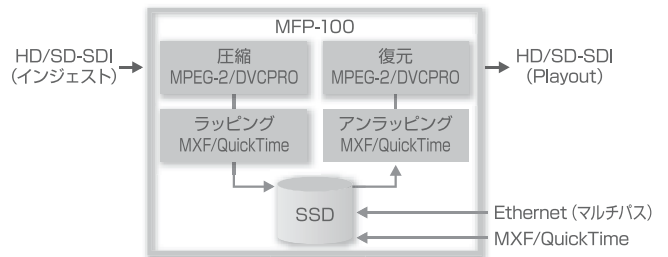 MFP-100
HD/SD-SDI
（インジェスト）
圧縮
MPEG-2/DVCPRO
復元
MPEG-2/DVCPRO
HD/SD-SDI
（Playout）
ラッピング
MXF/QuickTime
アンラッピング
MXF/QuickTime
SSD
Ethernet（マルチパス）
MXF/QuickTime